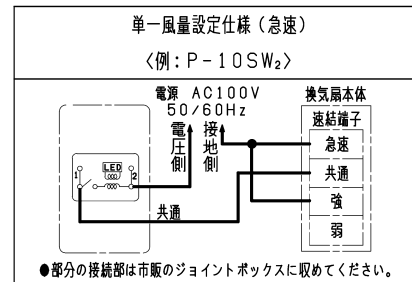 単一風量設定仕様（急速）
〈例：P－10SW₂〉
電源 AC100V
50/60Hz
電圧側
接地側
換気扇本体
速結端子
急速
共通
強
弱
LED
1
2
共通
●部分の接続部は市販のジョイントボックスに収めてください。